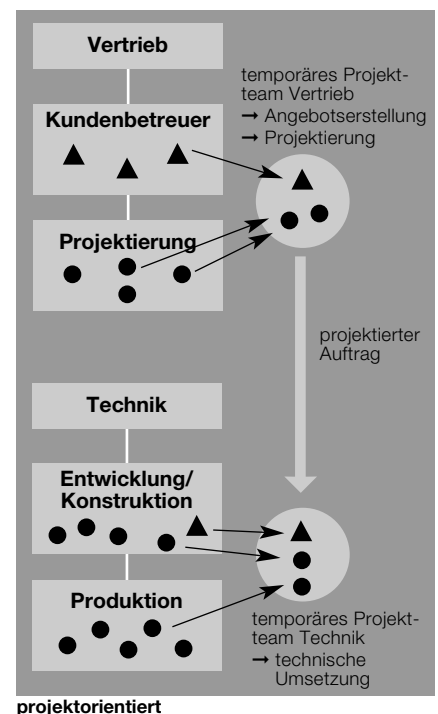 Vertrieb
temporäres Projekt-
team Vertrieb
➞ Angebotserstellung
➞ Projektierung
Kundenbetreuer
Projektierung
projektierter
Auftrag
Technik
Entwicklung/
Konstruktion
Produktion
temporäres Projekt-
team Technik
➞ technische
Umsetzung
projektorientiert